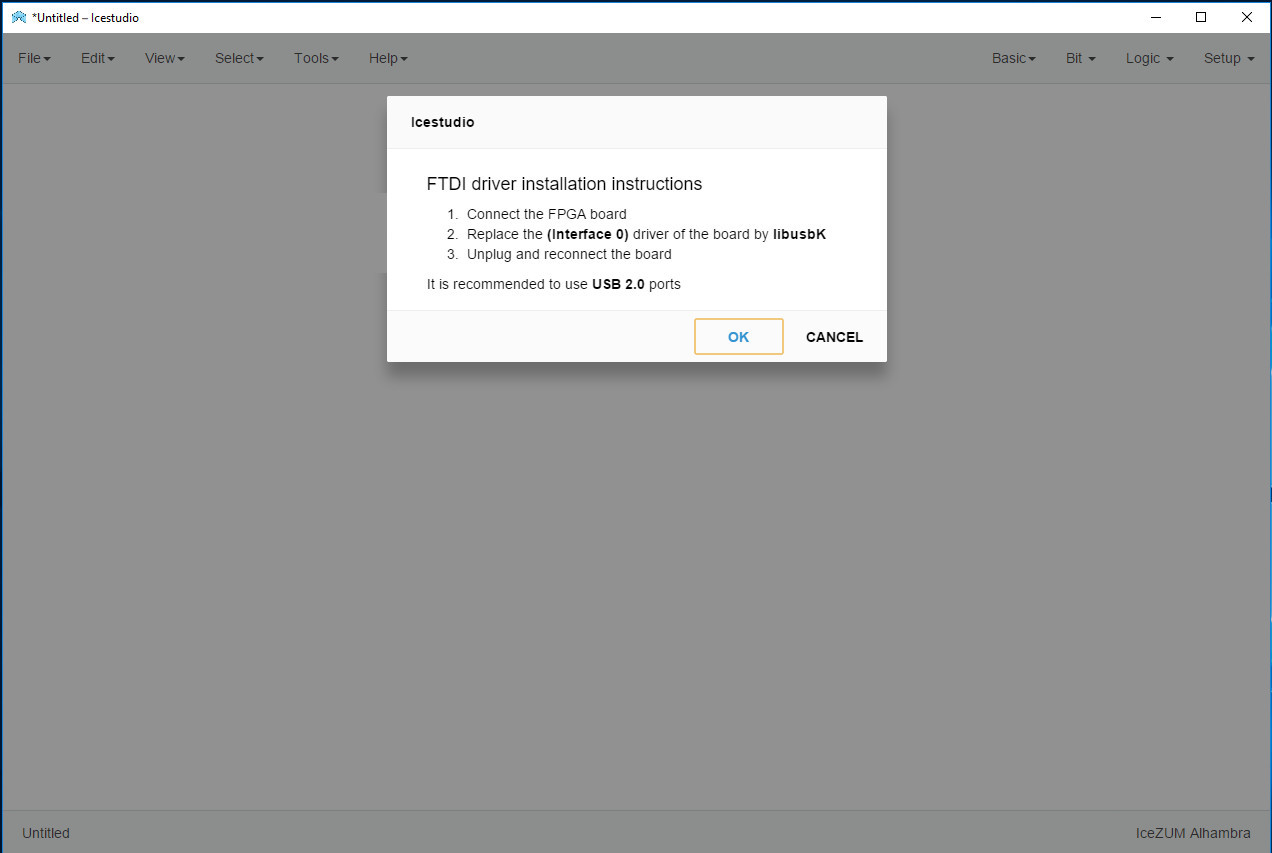 *Untitled – Icestudio
File Edit View Select Tools Help Basic Bit Logic Setup
Icestudio
FTDI driver installation instructions
1. Connect the FPGA board
2. Replace the (Interface 0) driver of the board by libusbK
3. Unplug and reconnect the board
It is recommended to use USB 2.0 ports
OK CANCEL
Untitled IceZUM Alhambra